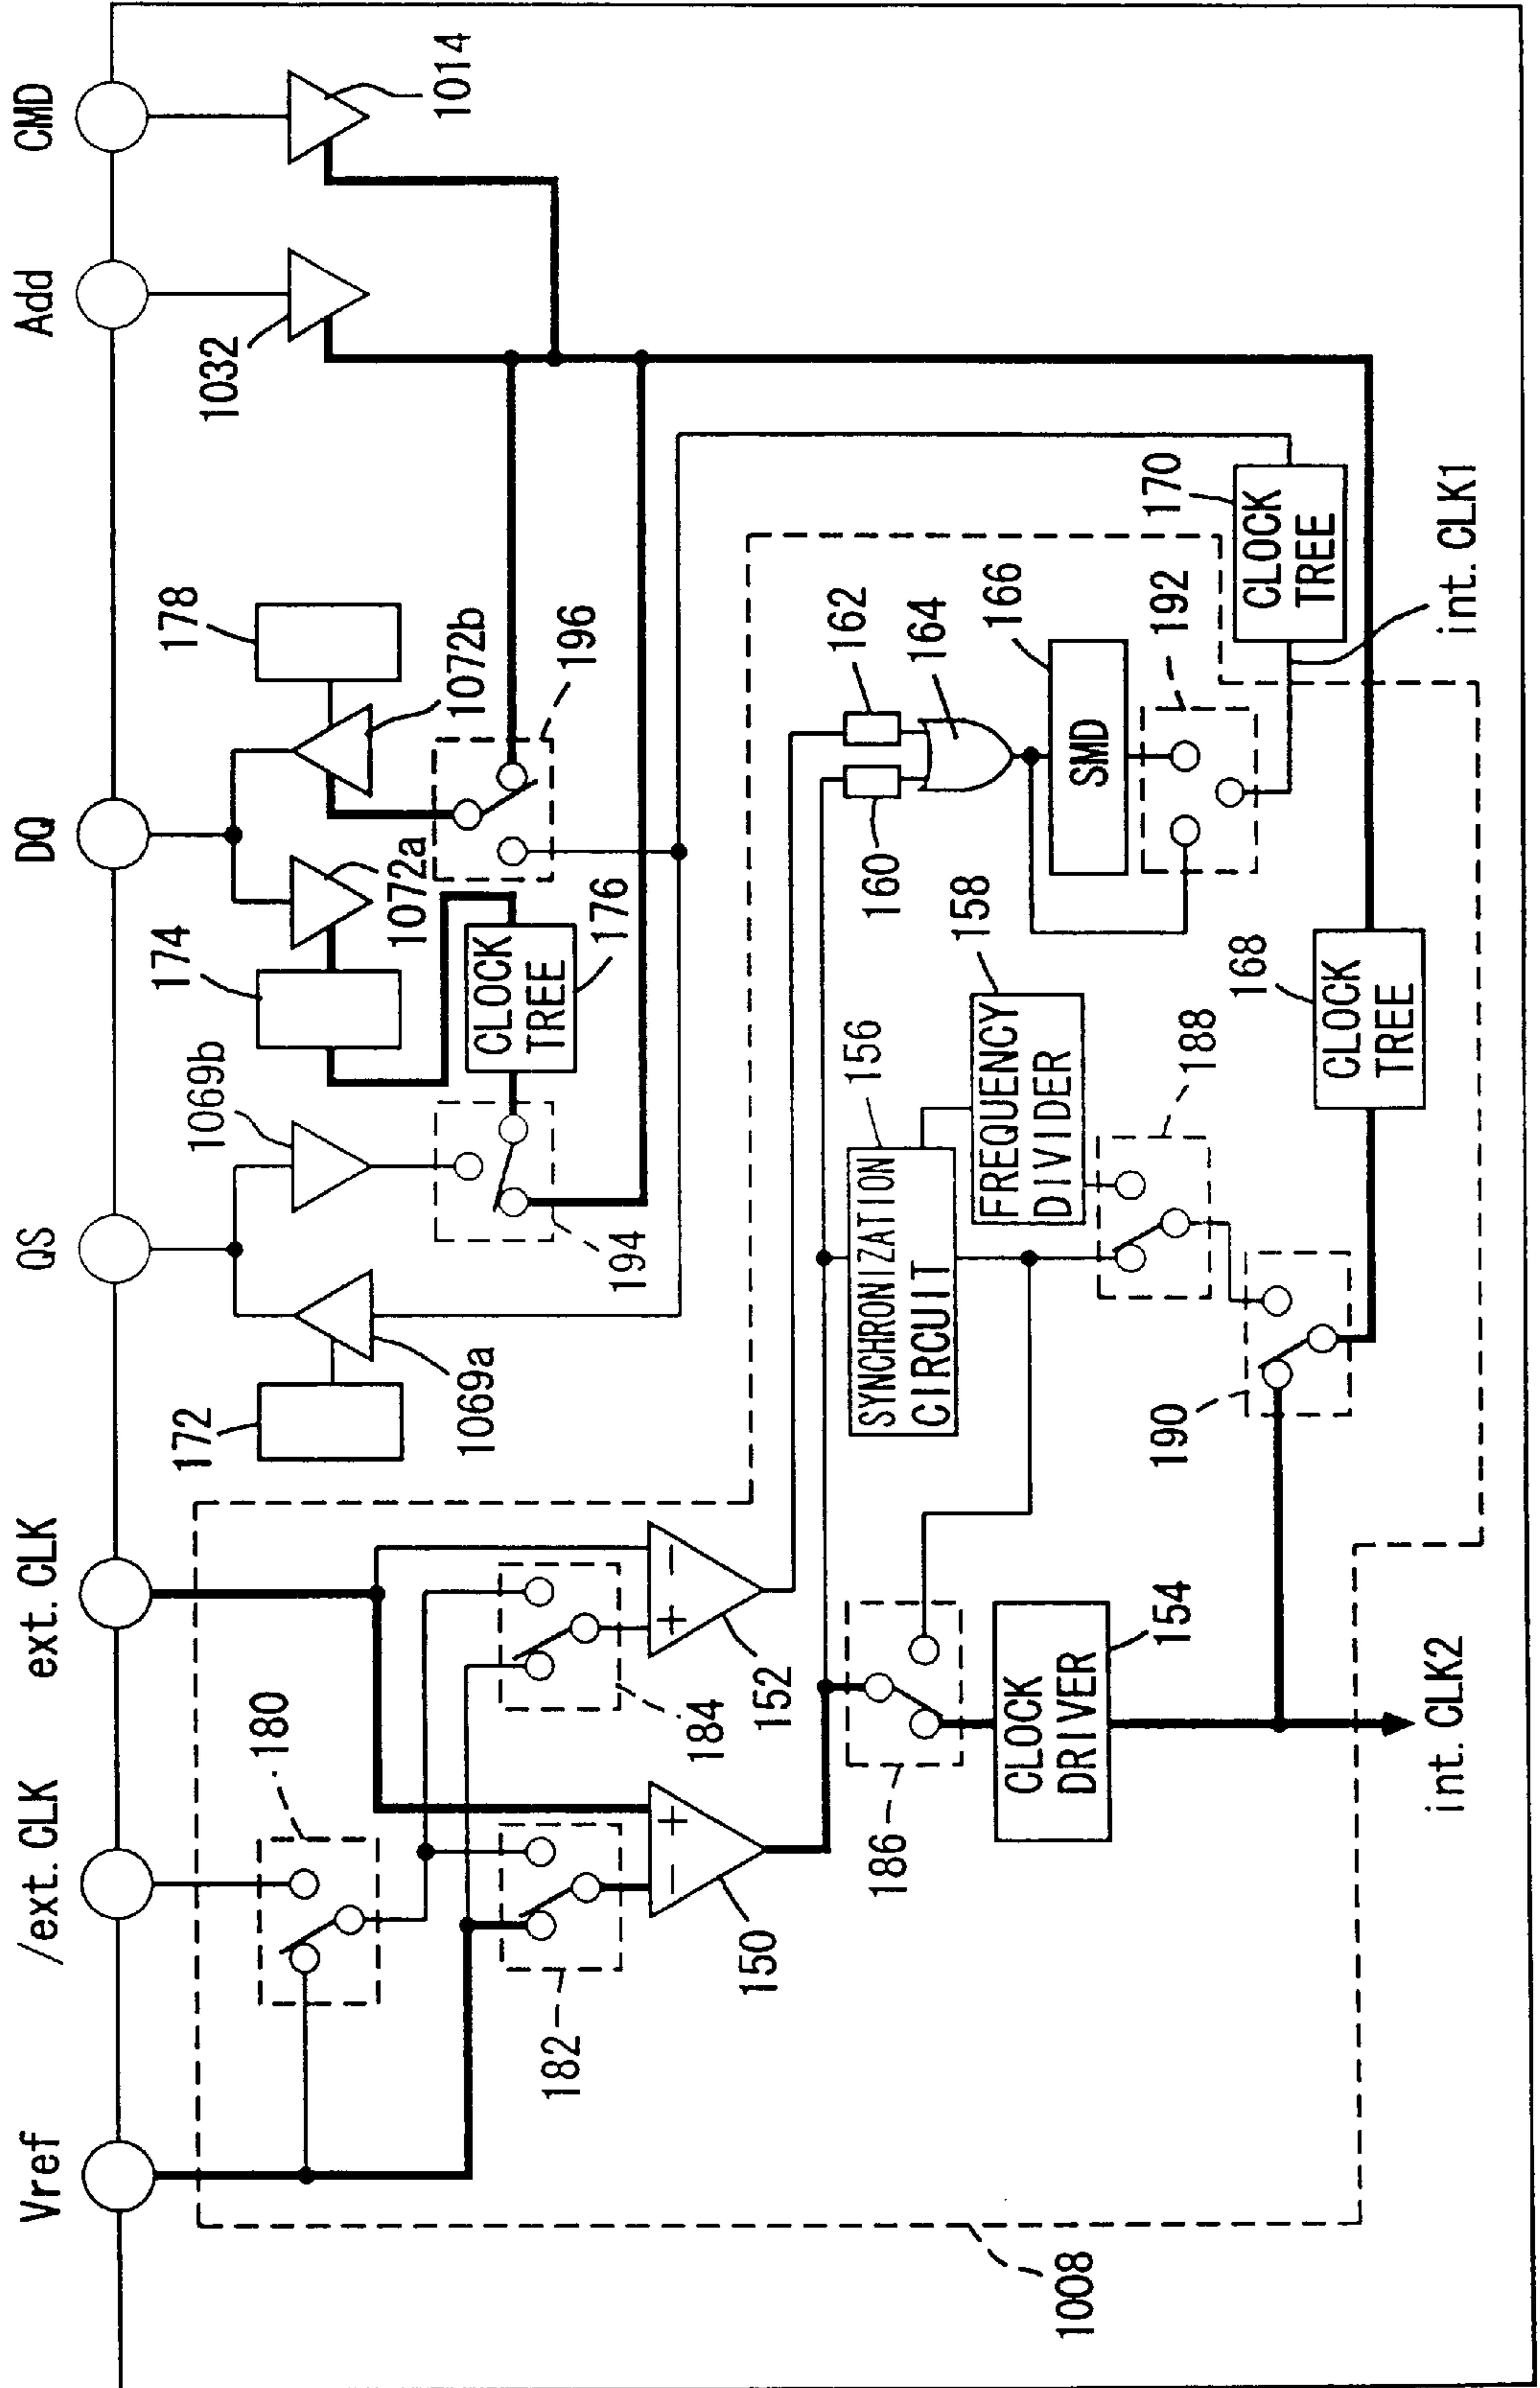 Vref
/ext.CLK
ext.CLK
QS
DQ
Add
CMD
172
1069a
1069b
174
1072a
1072b
178
1032
1014
180
194
CLOCK
TREE
176
196
182
184
−
+
150
+
−
152
186
CLOCK
DRIVER
154
SYNCHRONIZATION
CIRCUIT
156
FREQUENCY
DIVIDER
158
160
162
164
SMD
166
188
190
192
CLOCK
TREE
168
CLOCK
TREE
170
int.CLK1
int.CLK2
1008